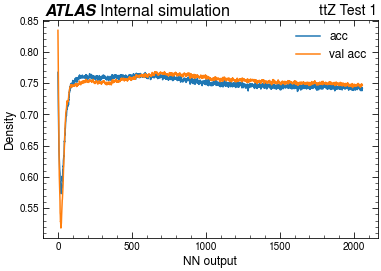 ATLAS Internal simulation
ttZ Test 1
acc
val acc
0.85
0.80
0.75
0.70
0.65
0.60
0.55
Density
0 500 1000 1500 2000
NN output